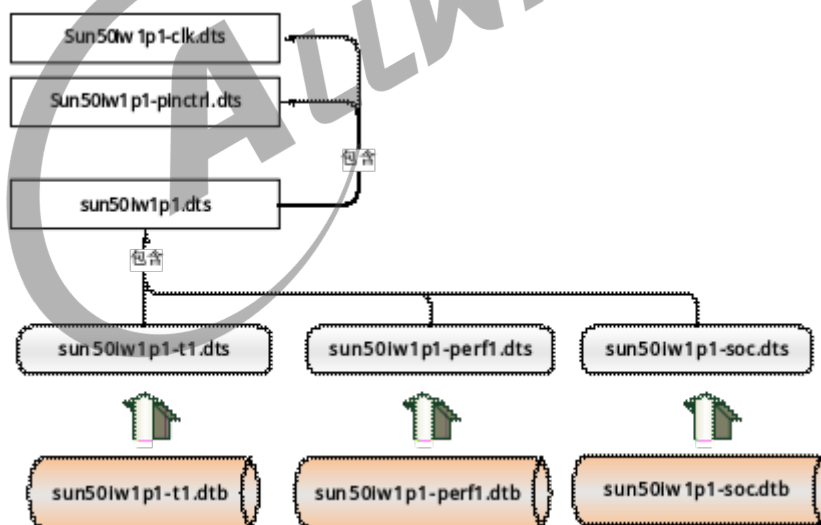 Sun50Iw1p1-clk.dts
Sun50Iw1p1-pinctrl.dts
包含
sun50Iw1p1.dts
包含
sun50Iw1p1-t1.dts
sun50Iw1p1-perf1.dts
sun50Iw1p1-soc.dts
sun50Iw1p1-t1.dtb
sun50Iw1p1-perf1.dtb
sun50Iw1p1-soc.dtb